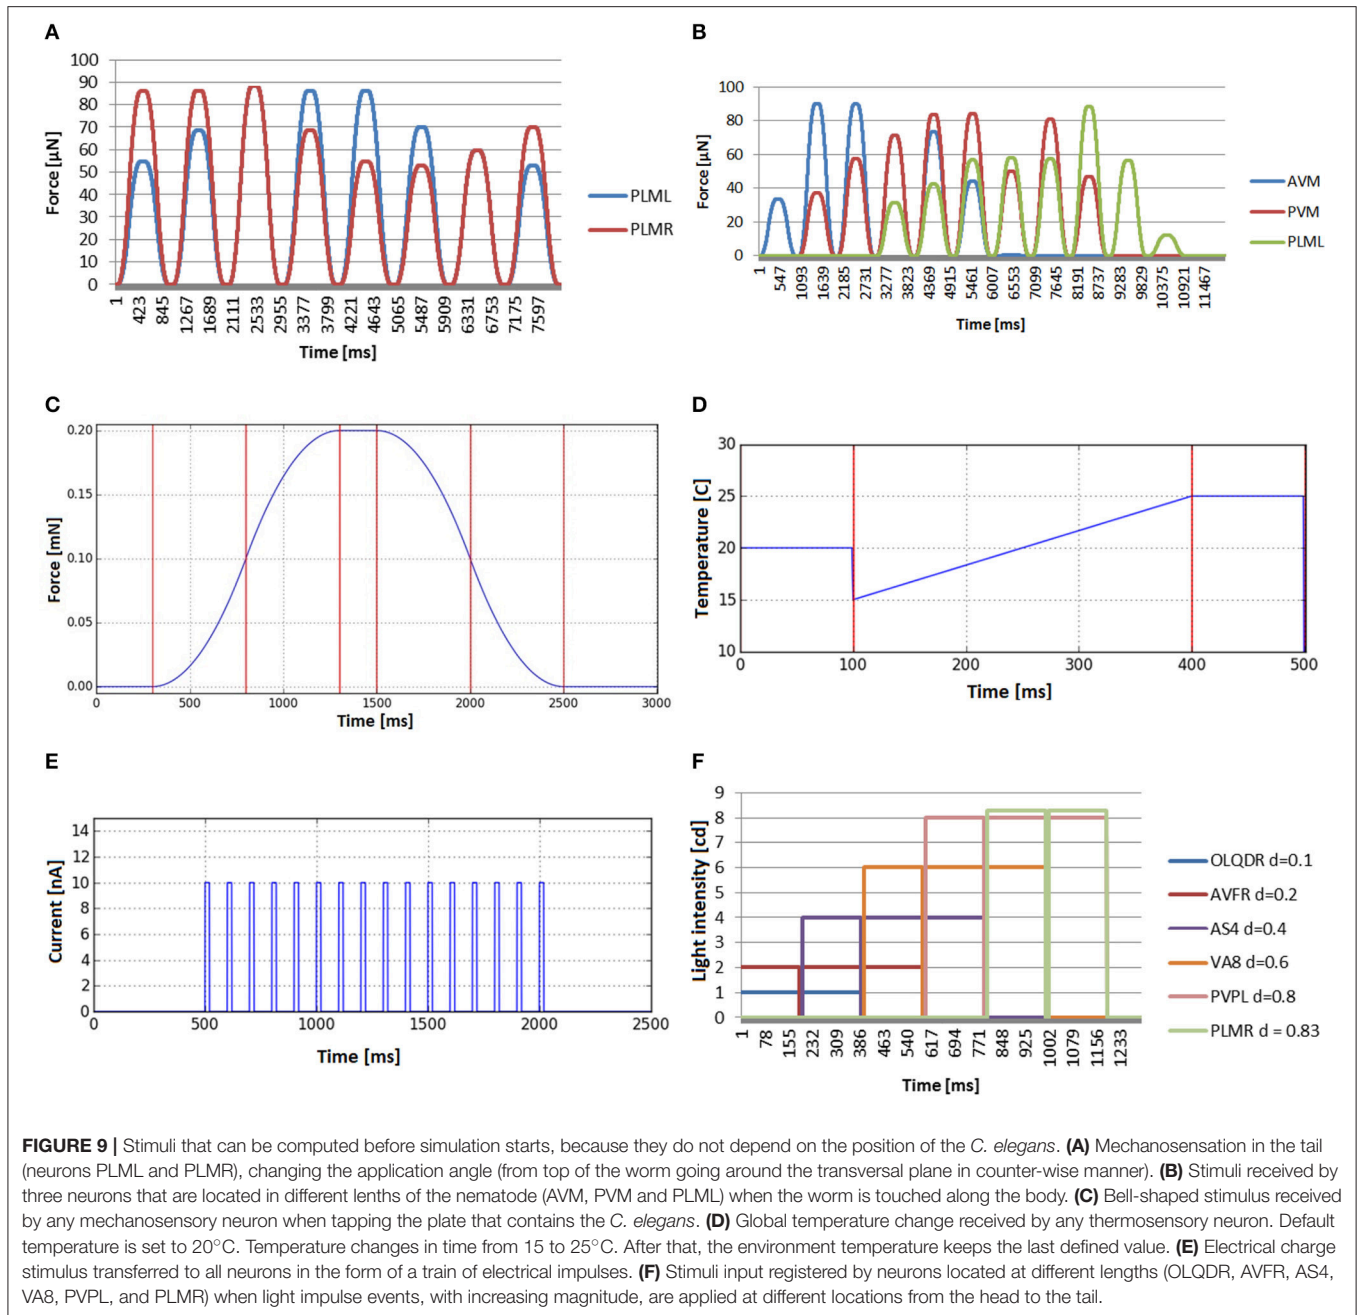 A
100
90
80
70
60
50
40
30
20
10
0
Force [µN]
1
423
845
1267
1689
2111
2533
2955
3377
3799
4221
4643
5065
5487
5909
6331
6753
7175
7597
Time [ms]
PLML
PLMR
B
100
80
60
40
20
0
Force [µN]
1
547
1093
1639
2185
2731
3277
3823
4369
4915
5461
6007
6553
7099
7645
8191
8737
9283
9829
10375
10921
11467
Time [ms]
AVM
PVM
PLML
C
0.20
0.15
0.10
0.05
0.00
Force [mN]
0 500 1000 1500 2000 2500 3000
Time [ms]
D
30
25
20
15
10
Temperature [C]
0 100 200 300 400 500
Time [ms]
E
14
12
10
8
6
4
2
0
Current [nA]
0 500 1000 1500 2000 2500
Time [ms]
F
9
8
7
6
5
4
3
2
1
0
Light intensity [cd]
1
78
155
232
309
386
463
540
617
694
771
848
925
1002
1079
1156
1233
Time [ms]
OLQDR d=0.1
AVFR d=0.2
AS4 d=0.4
VA8 d=0.6
PVPL d=0.8
PLMR d = 0.83
FIGURE 9 | Stimuli that can be computed before simulation starts, because they do not depend on the position of the C. elegans. (A) Mechanosensation in the tail
(neurons PLML and PLMR), changing the application angle (from top of the worm going around the transversal plane in counter-wise manner). (B) Stimuli received by
three neurons that are located in different lenths of the nematode (AVM, PVM and PLML) when the worm is touched along the body. (C) Bell-shaped stimulus received
by any mechanosensory neuron when tapping the plate that contains the C. elegans. (D) Global temperature change received by any thermosensory neuron. Default
temperature is set to 20°C. Temperature changes in time from 15 to 25°C. After that, the environment temperature keeps the last defined value. (E) Electrical charge
stimulus transferred to all neurons in the form of a train of electrical impulses. (F) Stimuli input registered by neurons located at different lengths (OLQDR, AVFR, AS4,
VA8, PVPL, and PLMR) when light impulse events, with increasing magnitude, are applied at different locations from the head to the tail.